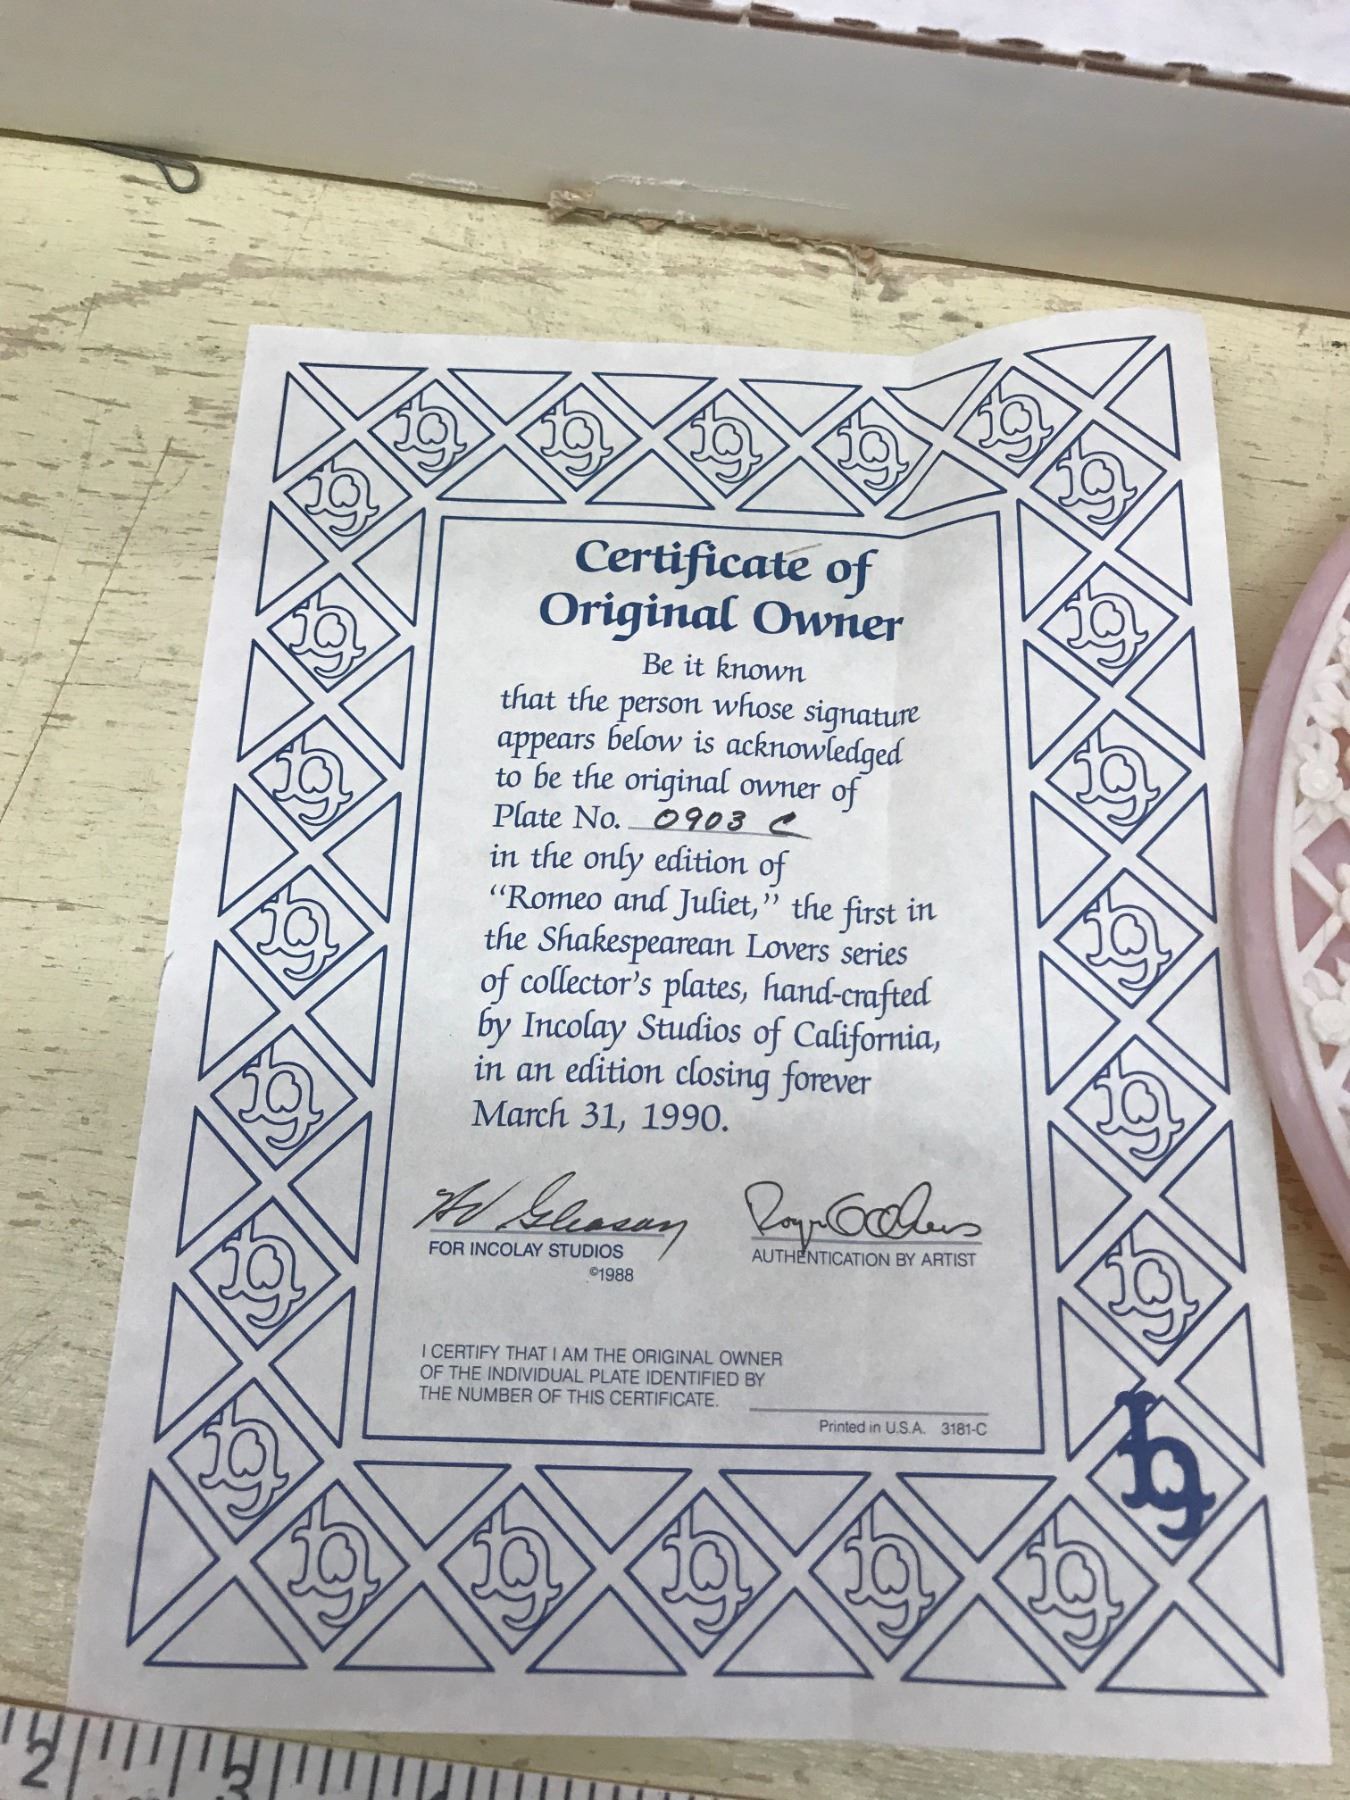 Certificate of
Original Owner
Be it known
that the person whose signature
appears below is acknowledged
to be the original owner of
Plate No. 0903 C
in the only edition of
“Romeo and Juliet,” the first in
the Shakespearean Lovers series
of collector's plates, hand-crafted
by Incolay Studios of California,
in an edition closing forever
March 31, 1990.
Gleason
FOR INCOLAY STUDIOS
©1988
Roger Akers
AUTHENTICATION BY ARTIST
I CERTIFY THAT I AM THE ORIGINAL OWNER
OF THE INDIVIDUAL PLATE IDENTIFIED BY
THE NUMBER OF THIS CERTIFICATE.
Printed in U.S.A. 3181-C
2 3